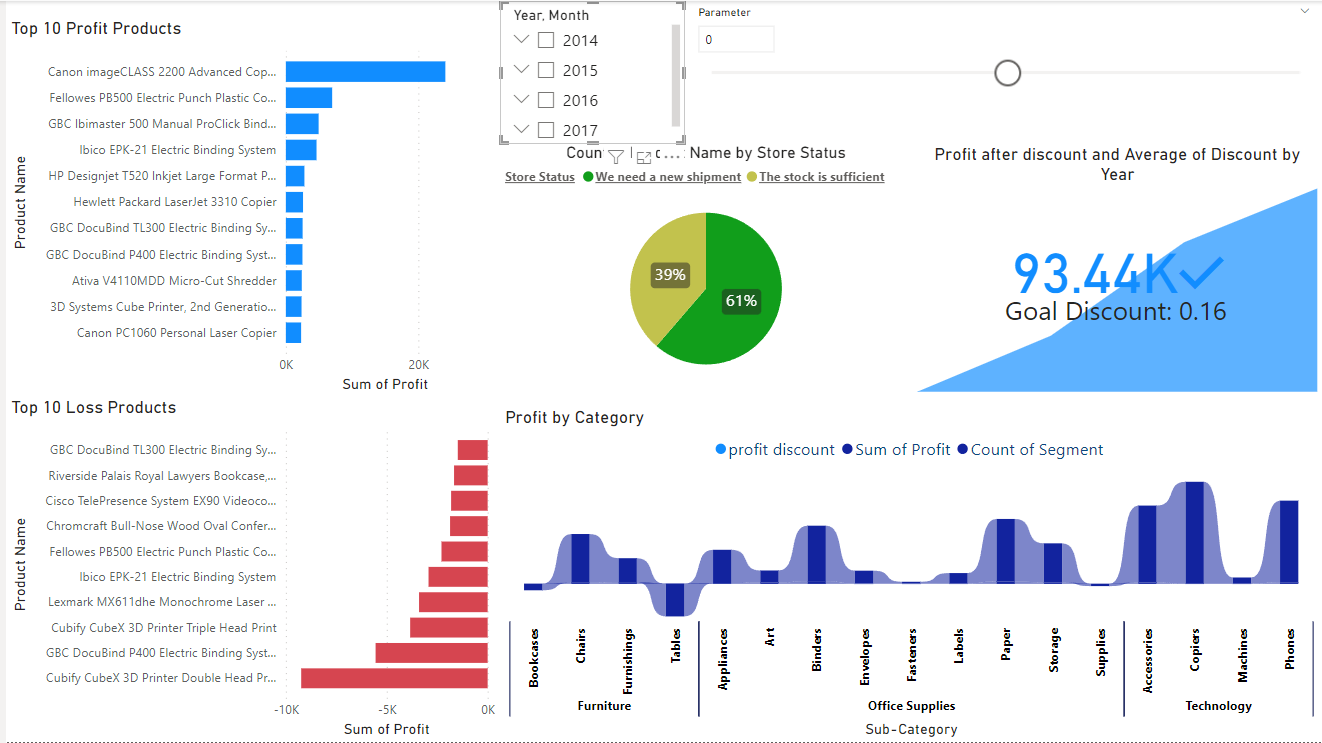 Top 10 Profit Products
Product Name
Canon imageCLASS 2200 Advanced Cop...
Fellowes PB500 Electric Punch Plastic Co...
GBC Ibimaster 500 Manual ProClick Bind...
Ibico EPK-21 Electric Binding System
HP Designjet T520 Inkjet Large Format P...
Hewlett Packard LaserJet 3310 Copier
GBC DocuBind TL300 Electric Binding Sy...
GBC DocuBind P400 Electric Binding Syst...
Ativa V4110MDD Micro-Cut Shredder
3D Systems Cube Printer, 2nd Generatio...
Canon PC1060 Personal Laser Copier
0K 20K
Sum of Profit
Year, Month
2014
2015
2016
2017
Parameter
0
Coun Name by Store Status
Store Status We need a new shipment The stock is sufficient
39%
61%
Profit after discount and Average of Discount by
Year
93.44K
Goal Discount: 0.16
Top 10 Loss Products
Product Name
GBC DocuBind TL300 Electric Binding Sy...
Riverside Palais Royal Lawyers Bookcase,...
Cisco TelePresence System EX90 Videoco...
Chromcraft Bull-Nose Wood Oval Confer...
Fellowes PB500 Electric Punch Plastic Co...
Ibico EPK-21 Electric Binding System
Lexmark MX611dhe Monochrome Laser ...
Cubify CubeX 3D Printer Triple Head Print
GBC DocuBind P400 Electric Binding Syst...
Cubify CubeX 3D Printer Double Head Pr...
-10K -5K 0K
Sum of Profit
Profit by Category
profit discount Sum of Profit Count of Segment
Bookcases
Chairs
Furnishings
Tables
Appliances
Art
Binders
Envelopes
Fasteners
Labels
Paper
Storage
Supplies
Accessories
Copiers
Machines
Phones
Furniture Office Supplies Technology
Sub-Category